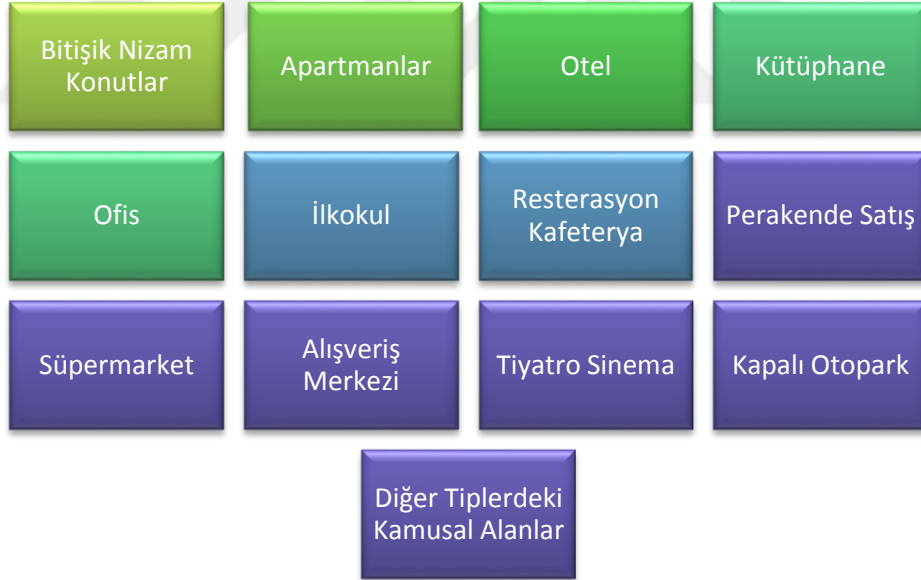 Bitişik Nizam
Konutlar
Apartmanlar
Otel
Kütüphane
Ofis
İlkokul
Resterasyon
Kafeterya
Perakende Satış
Süpermarket
Alışveriş
Merkezi
Tiyatro Sinema
Kapalı Otopark
Diğer Tiplerdeki
Kamusal Alanlar